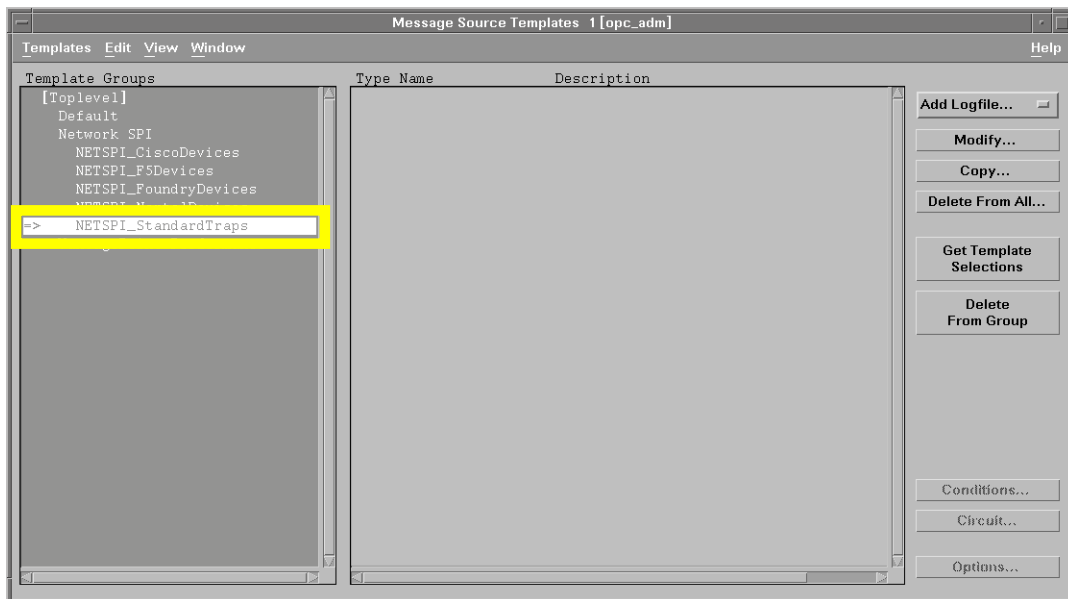 Message Source Templates 1 [opc_adm]
Templates Edit View Window Help
Template Groups
[Toplevel]
Default
Network SPI
NETSPI_CiscoDevices
NETSPI_F5Devices
NETSPI_FoundryDevices
=> NETSPI_StandardTraps
Type Name Description
Add Logfile...
Modify...
Copy...
Delete From All...
Get Template
Selections
Delete
From Group
Conditions...
Circuit...
Options...